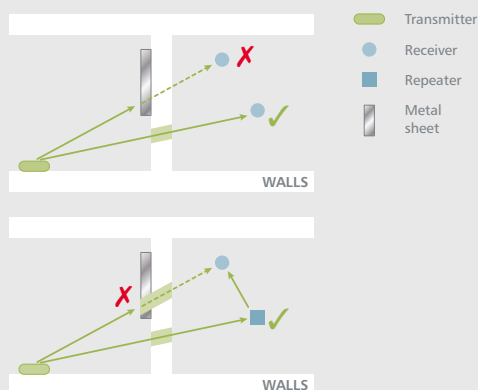 Transmitter
Receiver
Repeater
Metal
sheet
WALLS
WALLS